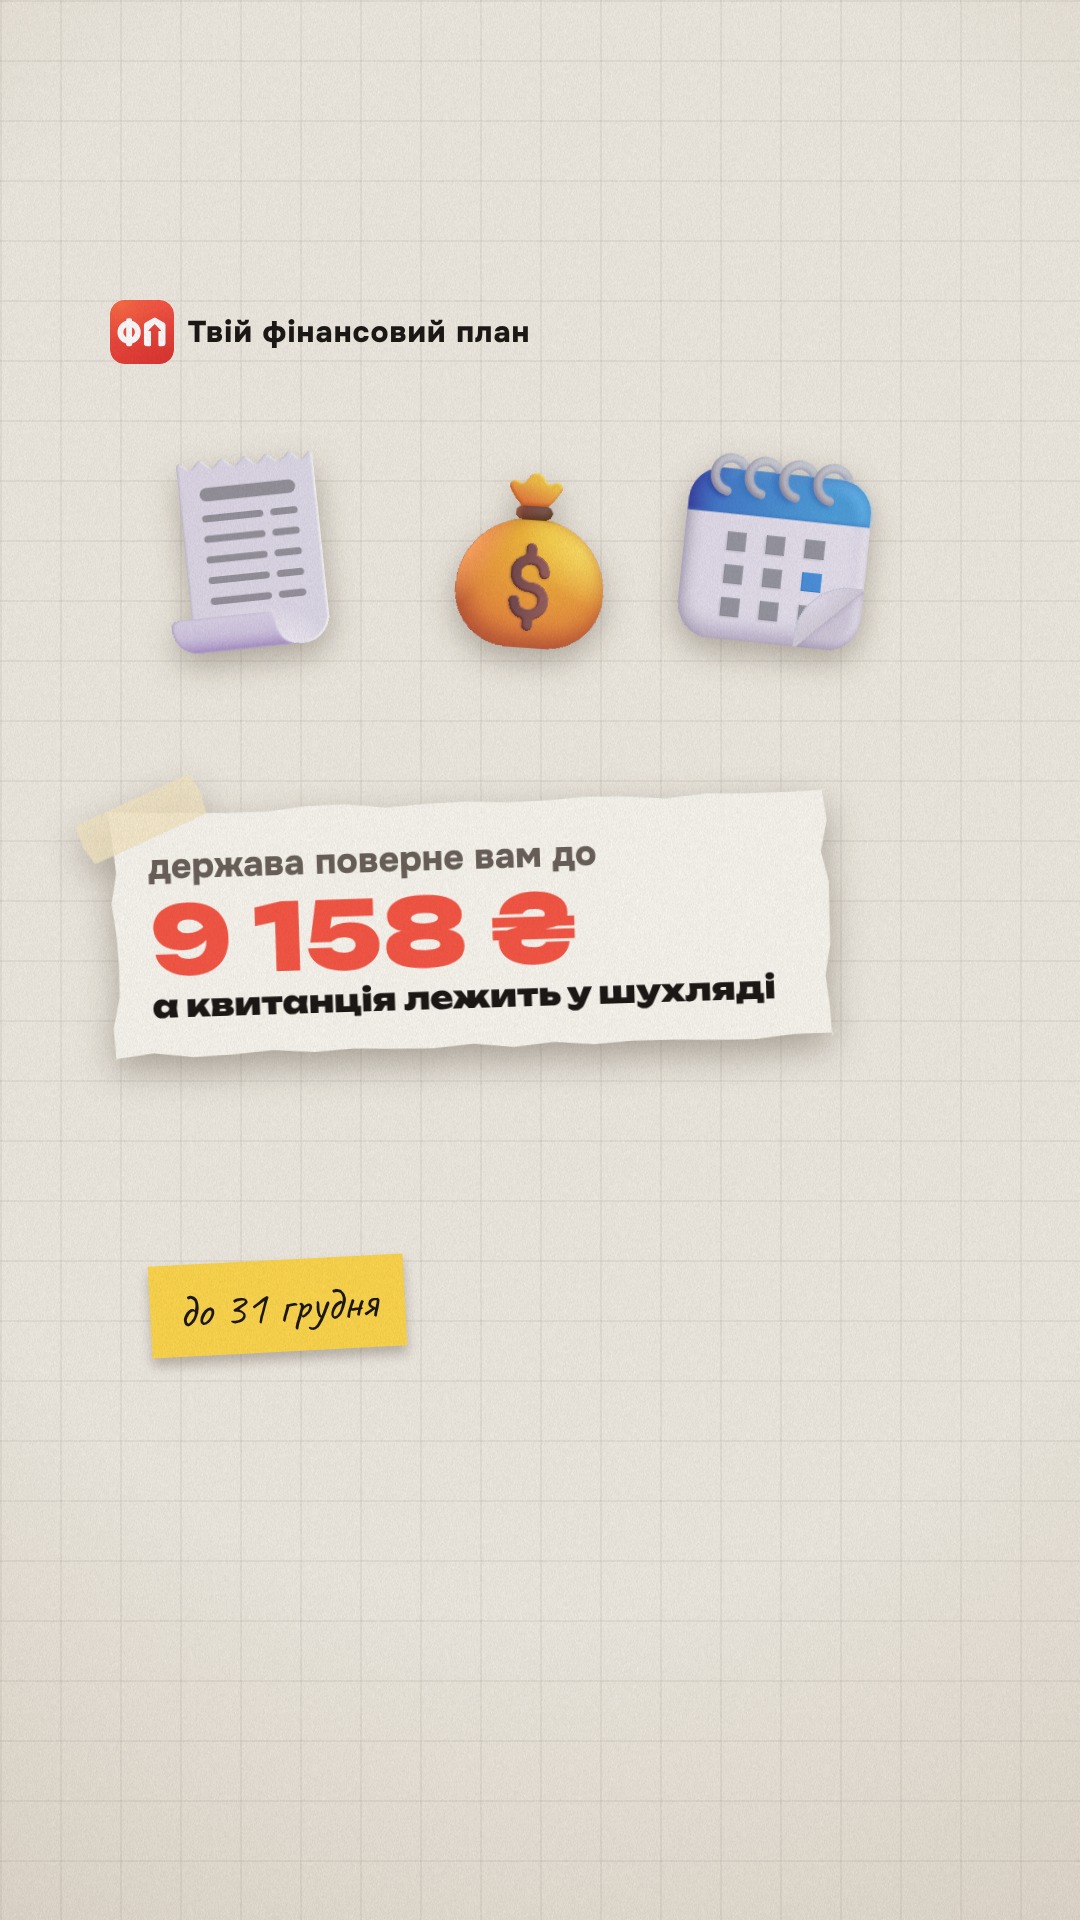 ФП Твій фінансовий план
держава поверне вам до
9 158 ₴
а квитанція лежить у шухляді
до 31 грудня